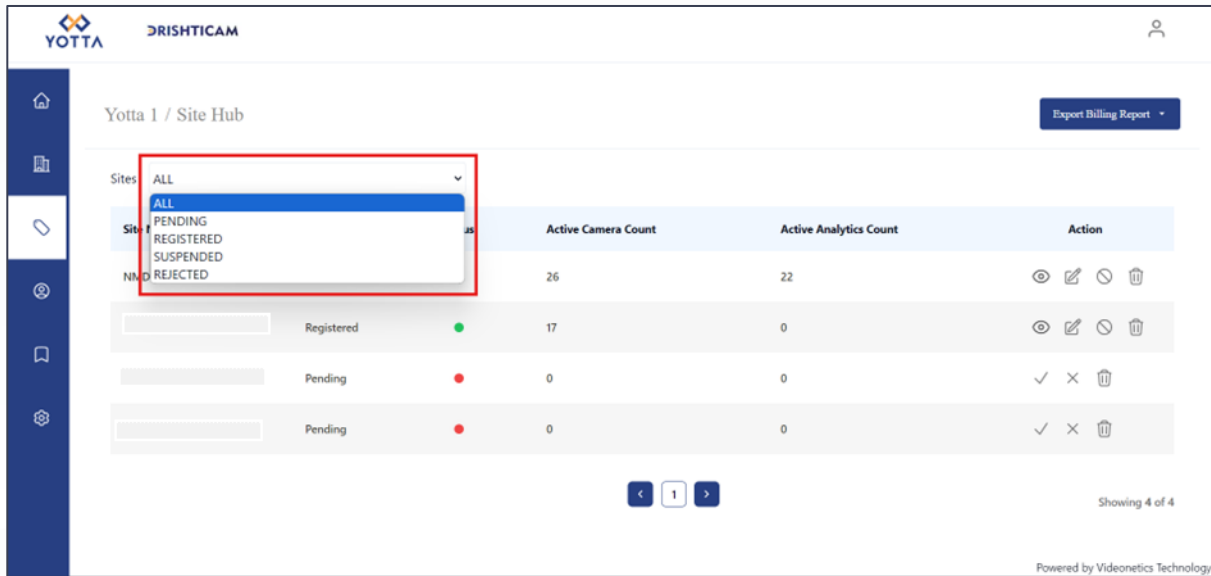 YOTTA DRISHTICAM
Yotta 1 / Site Hub
Export Billing Report
Sites ALL
ALL
PENDING
REGISTERED
SUSPENDED
REJECTED
Active Camera Count Active Analytics Count Action
26 22
Registered 17 0
Pending 0 0
Pending 0 0
1
Showing 4 of 4
Powered by Videonetics Technology